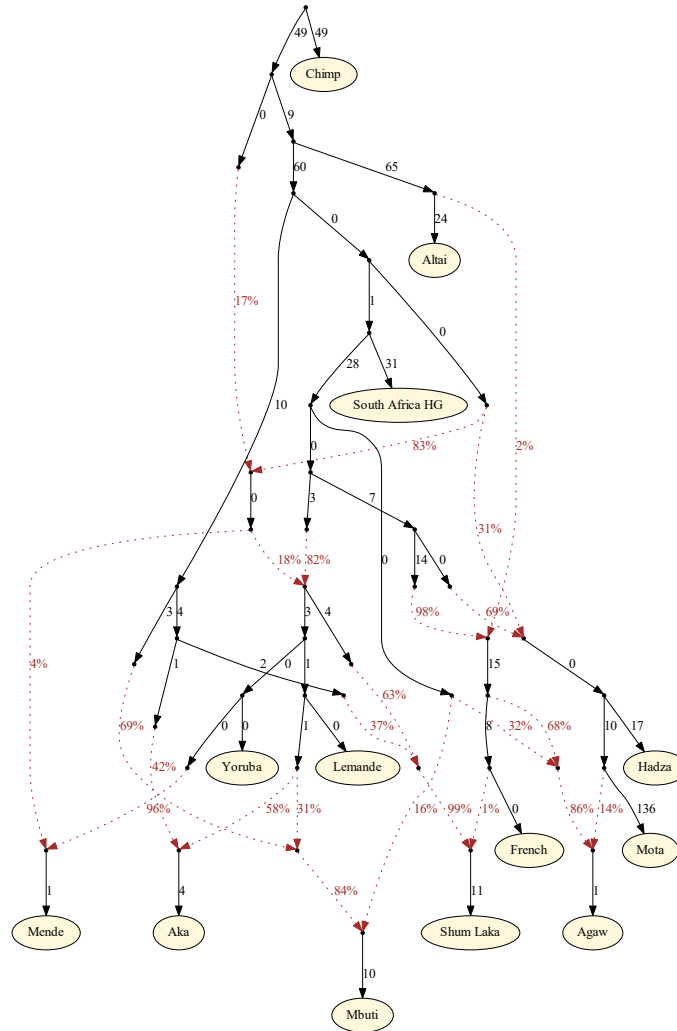 49 49
Chimp
0 9
60 65
0 24
Altai
17% 1 0
28 31
10 South Africa HG
0 83% 2%
3 7 31%
0 18% 82% 0 14 0
98% 69%
3 4 3 4
4% 1 2 0 1 15 0
69% 0 0 1 0 63% 37% 32% 68% 8 10 17
42% Yoruba Lemande Hadza
96% 58% 31% 16% 99% 1% 0 86% 14% 136
French Mota
1 4 84% 11 1
Mende Aka Shum Laka Agaw
10
Mbuti